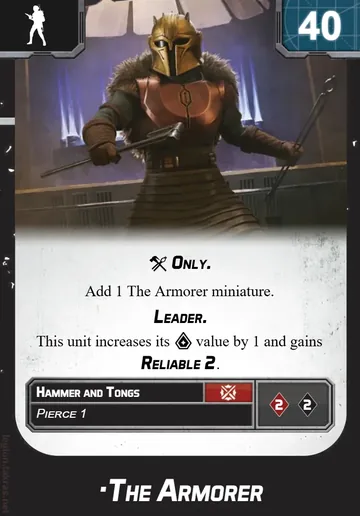 40
ONLY.
Add 1 The Armorer miniature.
LEADER.
This unit increases its value by 1 and gains
RELIABLE 2.
HAMMER AND TONGS
PIERCE 1
2 2
·THE ARMORER